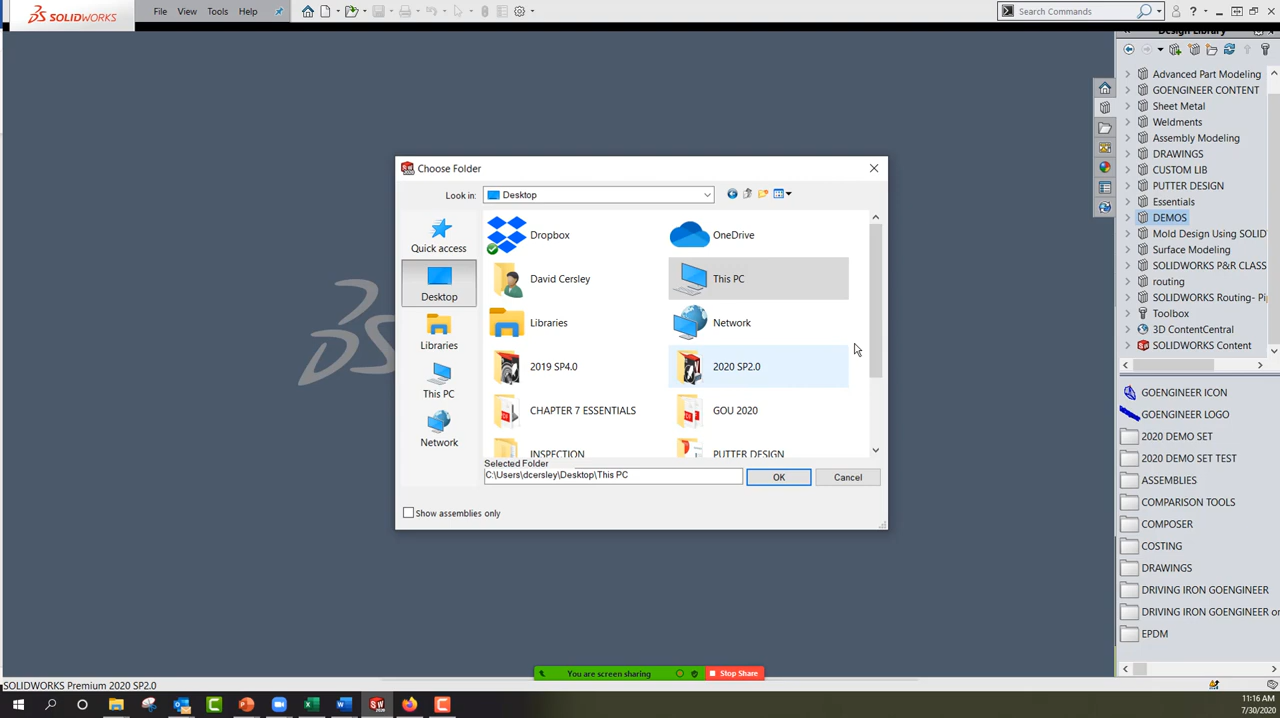 SOLIDWORKS
File View Tools Help
Search Commands
Design Library
Advanced Part Modeling
GOENGINEER CONTENT
Sheet Metal
Weldments
Assembly Modeling
DRAWINGS
CUSTOM LIB
PUTTER DESIGN
Essentials
DEMOS
Mold Design Using SOLID
Surface Modeling
SOLIDWORKS P&R CLASS
routing
SOLIDWORKS Routing- Pi
Toolbox
3D ContentCentral
SOLIDWORKS Content
GOENGINEER ICON
GOENGINEER LOGO
2020 DEMO SET
2020 DEMO SET TEST
ASSEMBLIES
COMPARISON TOOLS
COMPOSER
COSTING
DRAWINGS
DRIVING IRON GOENGINEER
DRIVING IRON GOENGINEER or
EPDM
Choose Folder
Look in: Desktop
Quick access
Desktop
Libraries
This PC
Network
Dropbox OneDrive
David Cersley This PC
Libraries Network
2019 SP4.0 2020 SP2.0
CHAPTER 7 ESSENTIALS GOU 2020
INSPECTION PUTTER DESIGN
Selected Folder
C:\Users\dcersley\Desktop\This PC
OK Cancel
Show assemblies only
You are screen sharing Stop Share
SOLIDWORKS Premium 2020 SP2.0
11:16 AM
7/30/2020